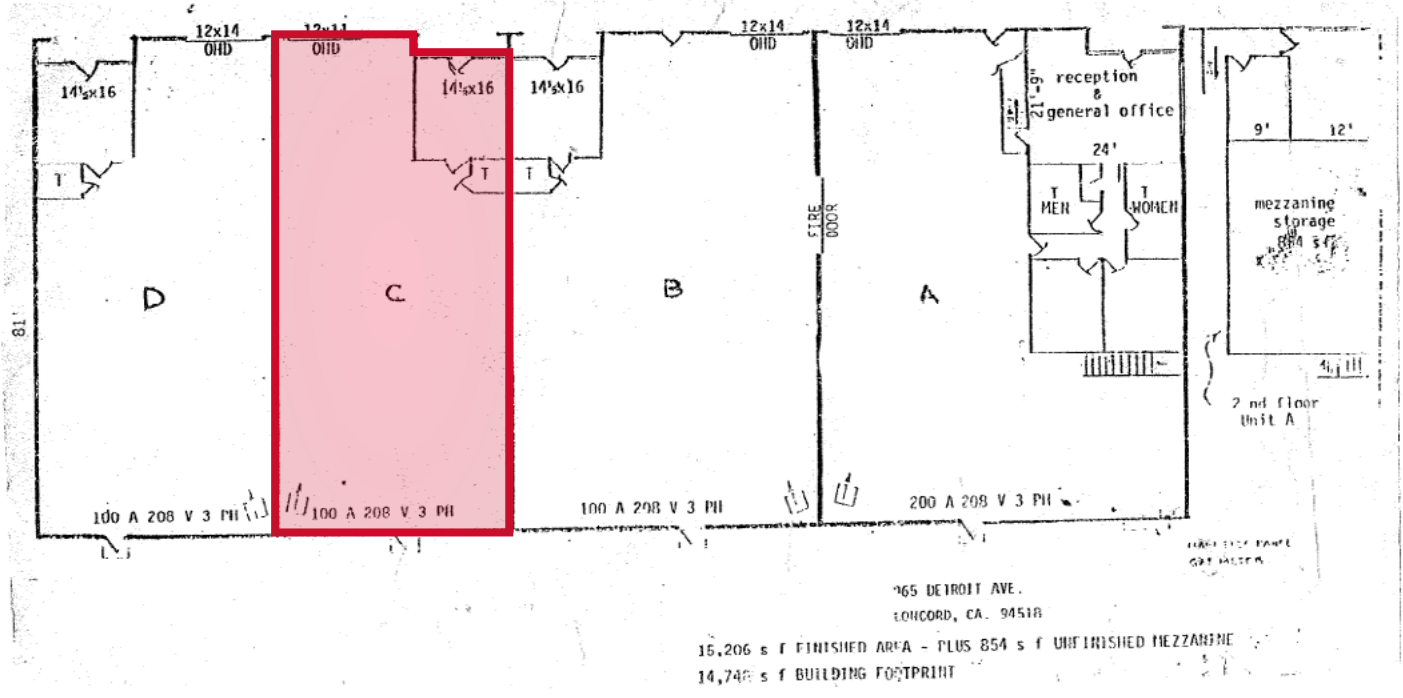 12x14
OHD
OHD
12x14
OHD
12x14
OHD
14½x16
14½x16
14½x16
21'-9"
reception
&
general office
24'
9'
12'
T
T
T
T
MEN
T
WOMEN
mezzanine
storage
FIRE
DOOR
D
C
B
A
81'
2 nd floor
Unit A
100 A 208 V 3 PH
100 A 208 V 3 PH
100 A 208 V 3 PH
200 A 208 V 3 PH
DETROIT AVE.
CONCORD, CA. 94518
15,206 s f FINISHED AREA - PLUS 854 s f UNFINISHED MEZZANINE
s f BUILDING FOOTPRINT